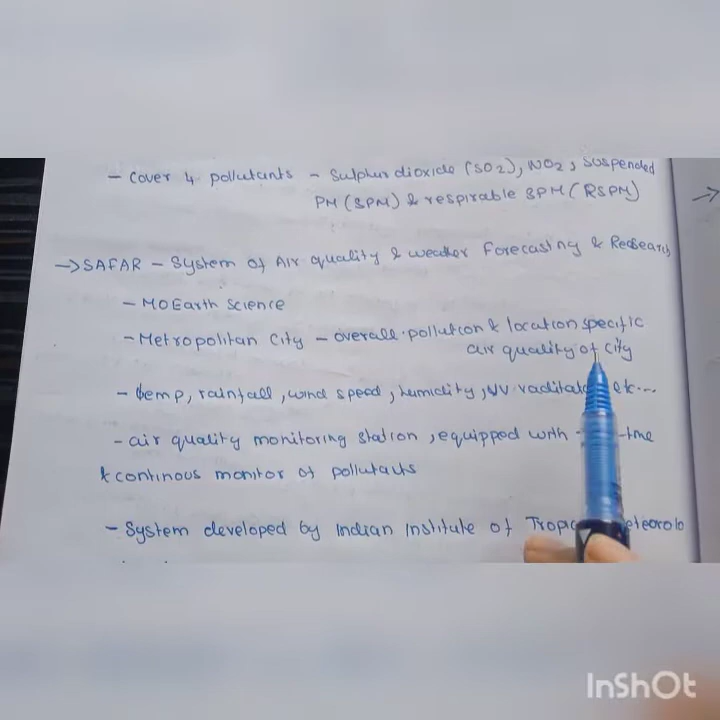 - Cover 4 pollutants - Sulphur dioxide (SO2), NO2, Suspended
PM (SPM) & respirable SPM (RSPM)
→ SAFAR - System of Air quality & weather Forecasting & Research
- MOEarth Science
- Metropolitan City - overall pollution & location specific
air quality of city
- temp, rainfall, wind speed, humidity, UV etc...
- air quality monitoring station, equipped with
& continous monitor of
- System developed by Indian Institute of
InShOt